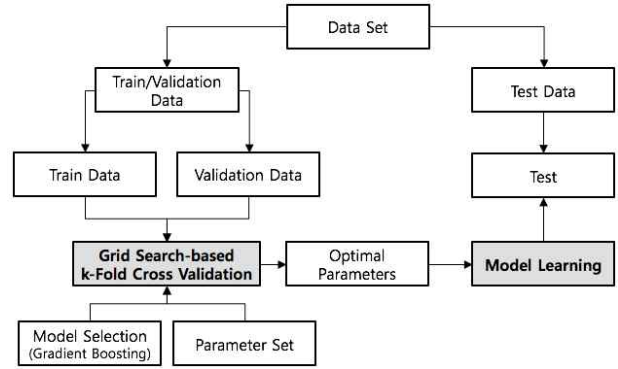 Data Set
Train/Validation
Data
Test Data
Train Data
Validation Data
Test
Grid Search-based
k-Fold Cross Validation
Optimal
Parameters
Model Learning
Model Selection
(Gradient Boosting)
Parameter Set